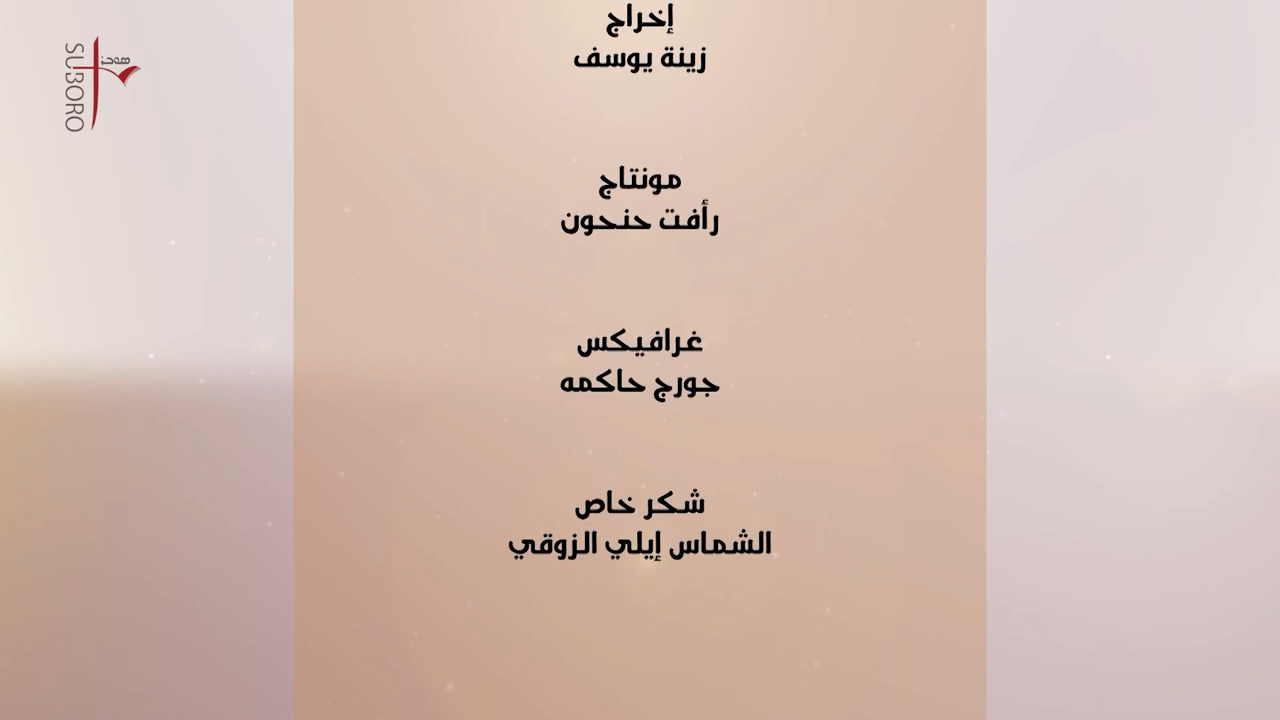 إخراج
زينة يوسف
مونتاج
رأفت حنحون
غرافيكس
جورج حاكمه
شكر خاص
الشماس إيلي الزوقي
SUBORO